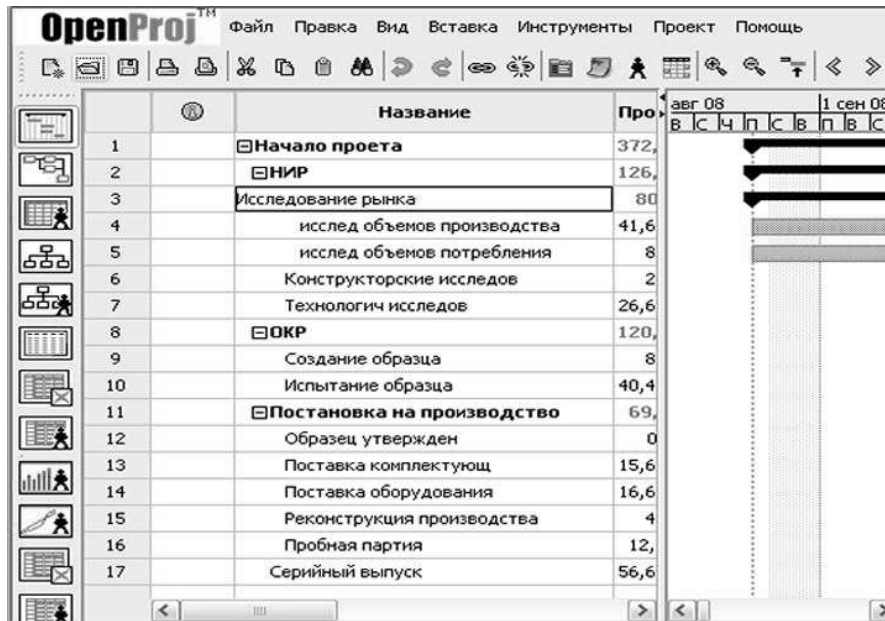 OpenProj™ Файл Правка Вид Вставка Инструменты Проект Помощь
Название Про
авг 08 1 сен 08
В С Ч П С В П В С
1 Начало проета 372,
2 НИР 126,
3 Исследование рынка 80
4 исслед объемов производства 41,6
5 исслед объемов потребления 8
6 Конструкторские исследов 2
7 Технологич исследов 26,6
8 ОКР 120,
9 Создание образца 8
10 Испытание образца 40,4
11 Постановка на производство 69,
12 Образец утвержден 0
13 Поставка комплектующ 15,6
14 Поставка оборудования 16,6
15 Реконструкция производства 4
16 Пробная партия 12,
17 Серийный выпуск 56,6